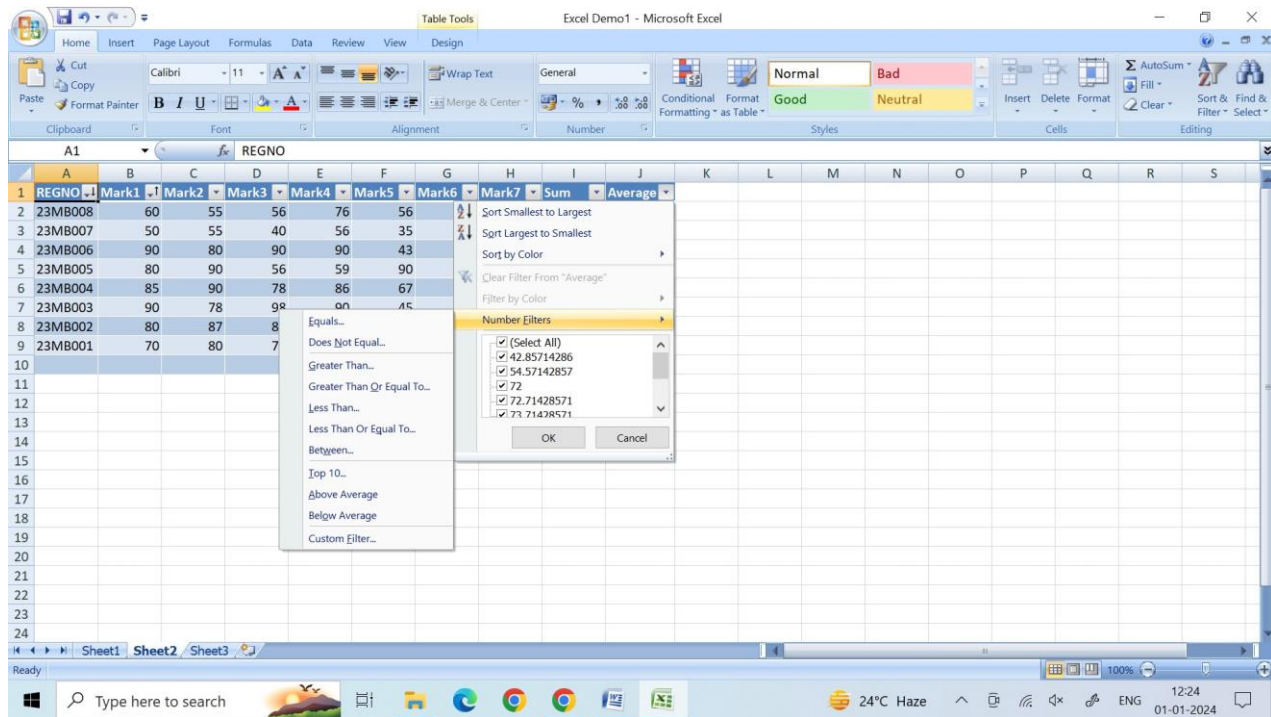 Table Tools Excel Demo1 - Microsoft Excel
Home Insert Page Layout Formulas Data Review View Design
Cut
Copy
Format Painter
Paste
Clipboard
Calibri 11
B I U
Font
Wrap Text
Merge & Center
Alignment
General
Number
Conditional Formatting
Format as Table
Normal Bad
Good Neutral
Styles
Insert Delete Format
Cells
AutoSum
Fill
Clear
Sort & Filter
Find & Select
Editing
A1 fx REGNO
A B C D E F G H I J K L M N O P Q R S
1 REGNO Mark1 Mark2 Mark3 Mark4 Mark5 Mark6 Mark7 Sum Average
2 23MB008 60 55 56 76 56
3 23MB007 50 55 40 56 35
4 23MB006 90 80 90 90 43
5 23MB005 80 90 56 59 90
6 23MB004 85 90 78 86 67
7 23MB003 90 78 98 90 45
8 23MB002 80 87 8
9 23MB001 70 80 7
10
11
12
13
14
15
16
17
18
19
20
21
22
23
24
Sort Smallest to Largest
Sort Largest to Smallest
Sort by Color
Clear Filter From "Average"
Filter by Color
Number Filters
(Select All)
42.85714286
54.57142857
72
72.71428571
73.71428571
OK Cancel
Equals...
Does Not Equal...
Greater Than...
Greater Than Or Equal To...
Less Than...
Less Than Or Equal To...
Between...
Top 10...
Above Average
Below Average
Custom Filter...
Sheet1 Sheet2 Sheet3
Ready 100%
Type here to search 24°C Haze ENG 12:24
01-01-2024